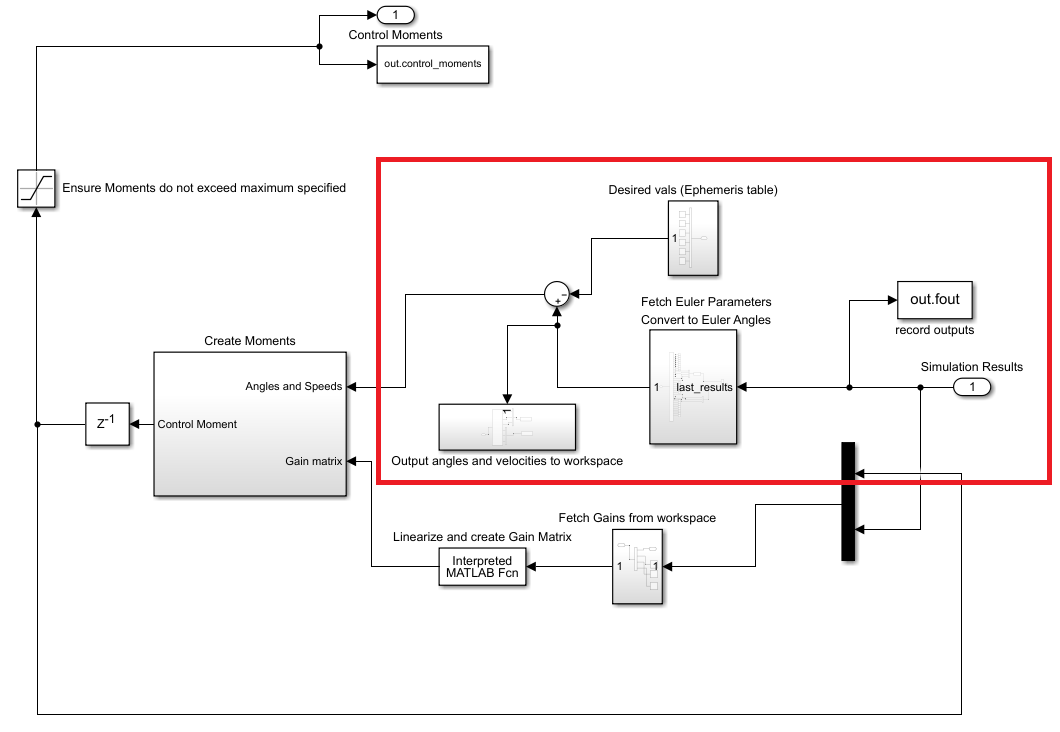 1
Control Moments
out.control_moments
Ensure Moments do not exceed maximum specified
Desired vals (Ephemeris table)
1
−
+
Fetch Euler Parameters
Convert to Euler Angles
out.fout
record outputs
Create Moments
Simulation Results
Angles and Speeds
1
last_results
1
1
Z-1
Control Moment
Gain matrix
Output angles and velocities to workspace
Fetch Gains from workspace
Linearize and create Gain Matrix
Interpreted
MATLAB Fcn
1
1